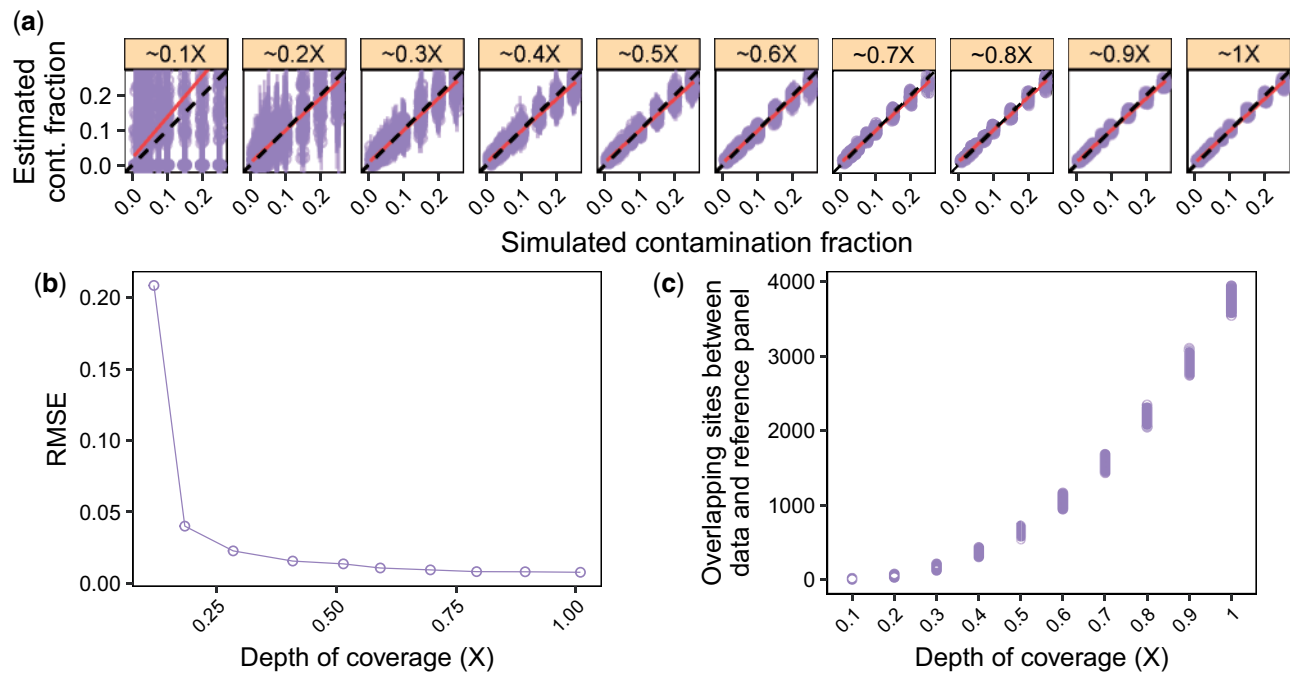 (a)
Estimated
cont. fraction
~0.1X ~0.2X ~0.3X ~0.4X ~0.5X ~0.6X ~0.7X ~0.8X ~0.9X ~1X
0.2
0.1
0.0
0.0 0.1 0.2 0.0 0.1 0.2 0.0 0.1 0.2 0.0 0.1 0.2 0.0 0.1 0.2 0.0 0.1 0.2 0.0 0.1 0.2 0.0 0.1 0.2 0.0 0.1 0.2 0.0 0.1 0.2
Simulated contamination fraction
(b)
RMSE
0.20
0.15
0.10
0.05
0.00
0.25 0.50 0.75 1.00
Depth of coverage (X)
(c)
Overlapping sites between
data and reference panel
4000
3000
2000
1000
0
0.1 0.2 0.3 0.4 0.5 0.6 0.7 0.8 0.9 1
Depth of coverage (X)